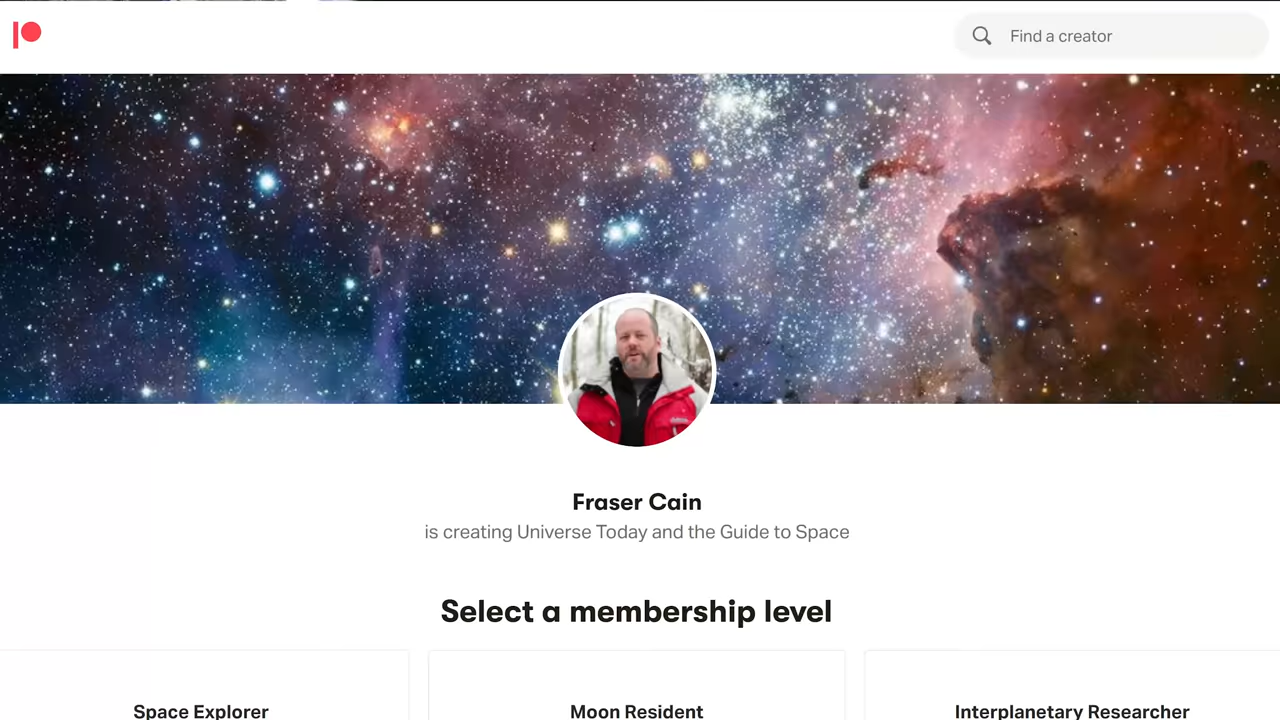 Find a creator
Fraser Cain
is creating Universe Today and the Guide to Space
Select a membership level
Space Explorer
Moon Resident
Interplanetary Researcher